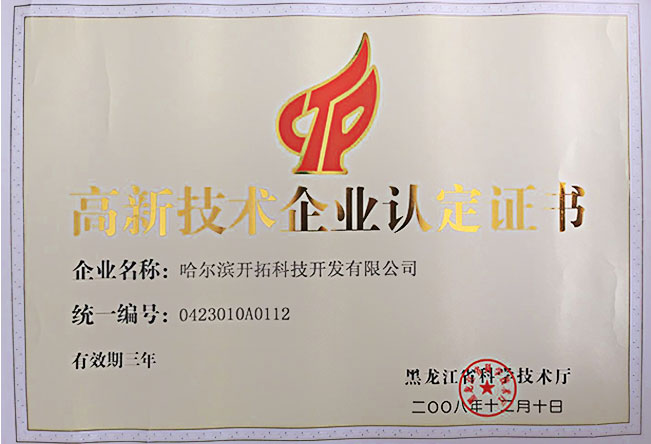 CTP
高新技术企业认定证书
企业名称：哈尔滨开拓科技开发有限公司
统一编号：0423010A0112
有效期三年
黑龙江省科学技术厅
二〇〇八年十二月十日